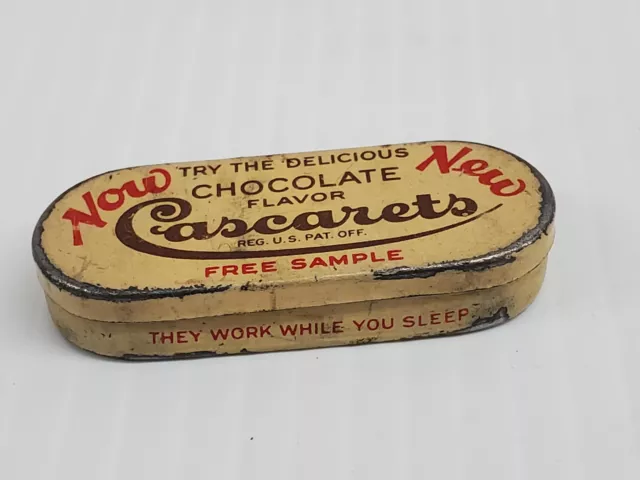 Now
TRY THE DELICIOUS
New
CHOCOLATE
FLAVOR
Cascarets
REG. U.S. PAT. OFF.
FREE SAMPLE
THEY WORK WHILE YOU SLEEP